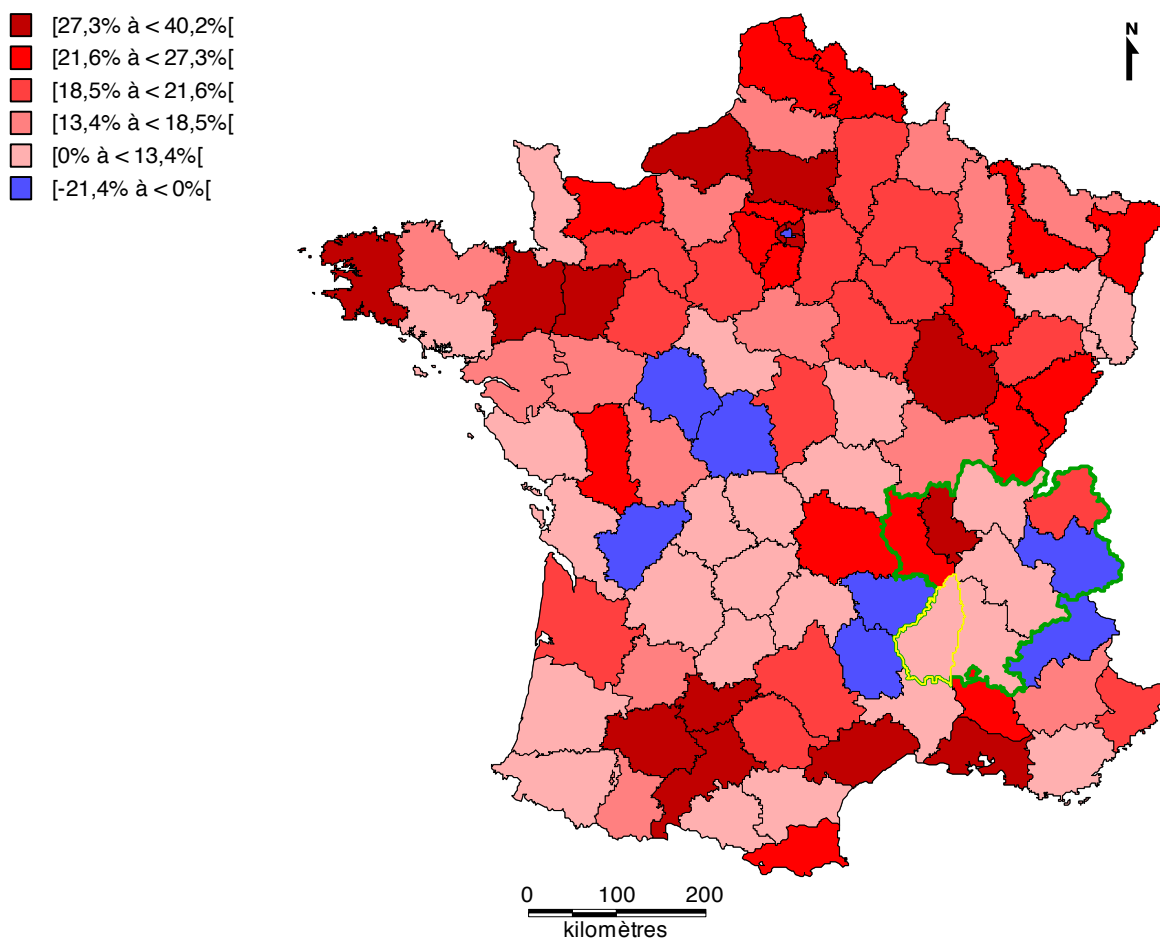 [27,3% à < 40,2%[
[21,6% à < 27,3%[
[18,5% à < 21,6%[
[13,4% à < 18,5%[
[0% à < 13,4%[
[-21,4% à < 0%[
N
0 100 200
kilomètres